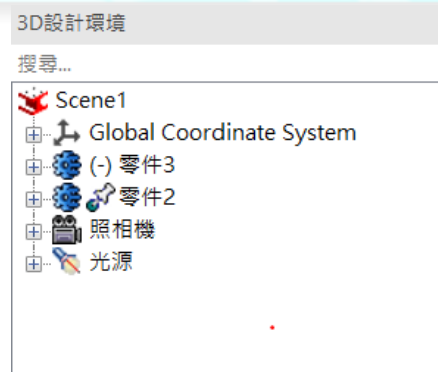 3D設計環境
搜尋...
Scene1
Global Coordinate System
(-) 零件3
零件2
照相機
光源